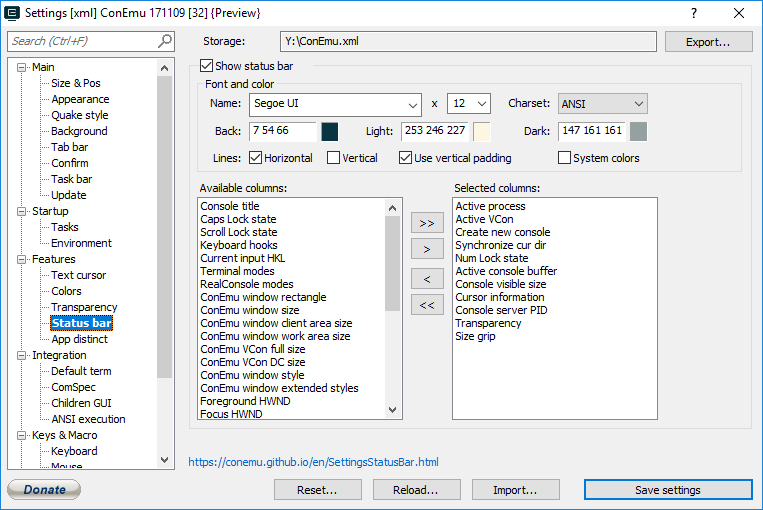 Settings [xml] ConEmu 171109 [32] {Preview}
Search (Ctrl+F)
Storage: Y:\ConEmu.xml Export...
Main
Size & Pos
Appearance
Quake style
Background
Tab bar
Confirm
Task bar
Update
Startup
Tasks
Environment
Features
Text cursor
Colors
Transparency
Status bar
App distinct
Integration
Default term
ComSpec
Children GUI
ANSI execution
Keys & Macro
Keyboard
Mouse
Donate
Show status bar
Font and color
Name: Segoe UI x 12 Charset: ANSI
Back: 7 54 66 Light: 253 246 227 Dark: 147 161 161
Lines: Horizontal Vertical Use vertical padding System colors
Available columns:
Console title
Caps Lock state
Scroll Lock state
Keyboard hooks
Current input HKL
Terminal modes
RealConsole modes
ConEmu window rectangle
ConEmu window size
ConEmu window client area size
ConEmu window work area size
ConEmu VCon full size
ConEmu VCon DC size
ConEmu window style
ConEmu window extended styles
Foreground HWND
Focus HWND
>>
>
<
<<
Selected columns:
Active process
Active VCon
Create new console
Synchronize cur dir
Num Lock state
Active console buffer
Console visible size
Cursor information
Console server PID
Transparency
Size grip
https://conemu.github.io/en/SettingsStatusBar.html
Reset... Reload... Import... Save settings